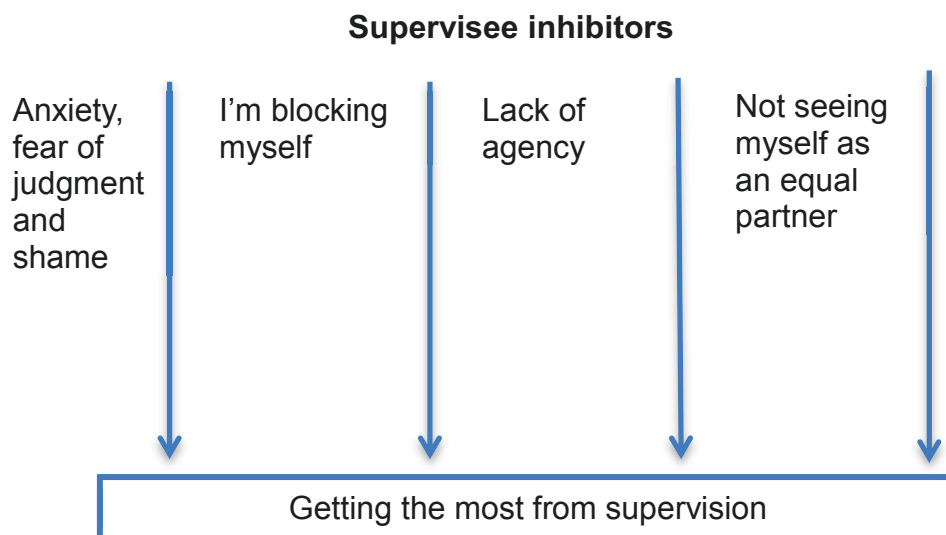 Supervisee inhibitors
Anxiety,
fear of
judgment
and
shame
I’m blocking
myself
Lack of
agency
Not seeing
myself as
an equal
partner
Getting the most from supervision